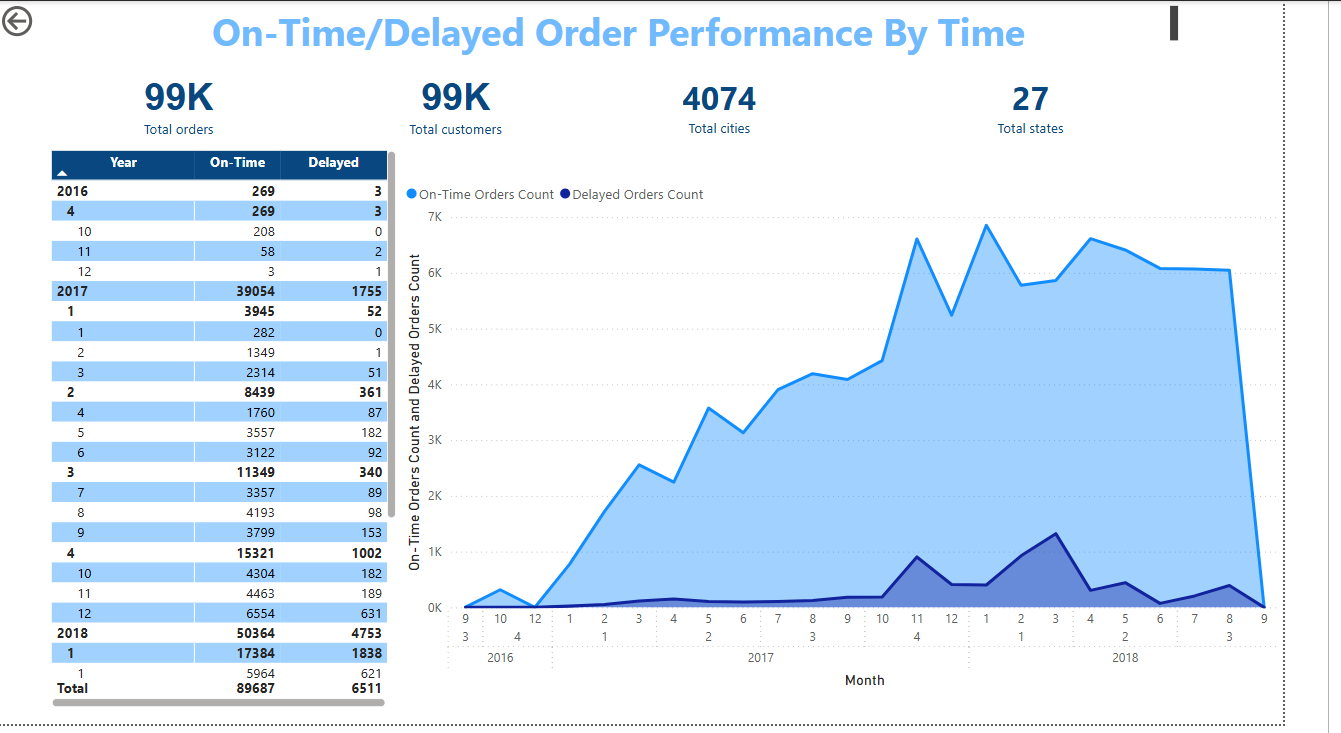 On-Time/Delayed Order Performance By Time
99K 99K 4074 27
Total orders Total customers Total cities Total states
Year On-Time Delayed
2016 269 3
4 269 3
10 208 0
11 58 2
12 3 1
2017 39054 1755
1 3945 52
1 282 0
2 1349 1
3 2314 51
2 8439 361
4 1760 87
5 3557 182
6 3122 92
3 11349 340
7 3357 89
8 4193 98
9 3799 153
4 15321 1002
10 4304 182
11 4463 189
12 6554 631
2018 50364 4753
1 17384 1838
1 5964 621
Total 89687 6511
On-Time Orders Count Delayed Orders Count
On-Time Orders Count and Delayed Orders Count
7K
6K
5K
4K
3K
2K
1K
0K
9 10 12 1 2 3 4 5 6 7 8 9 10 11 12 1 2 3 4 5 6 7 8 9
3 4 1 2 3 4 1 2 3
2016 2017 2018
Month